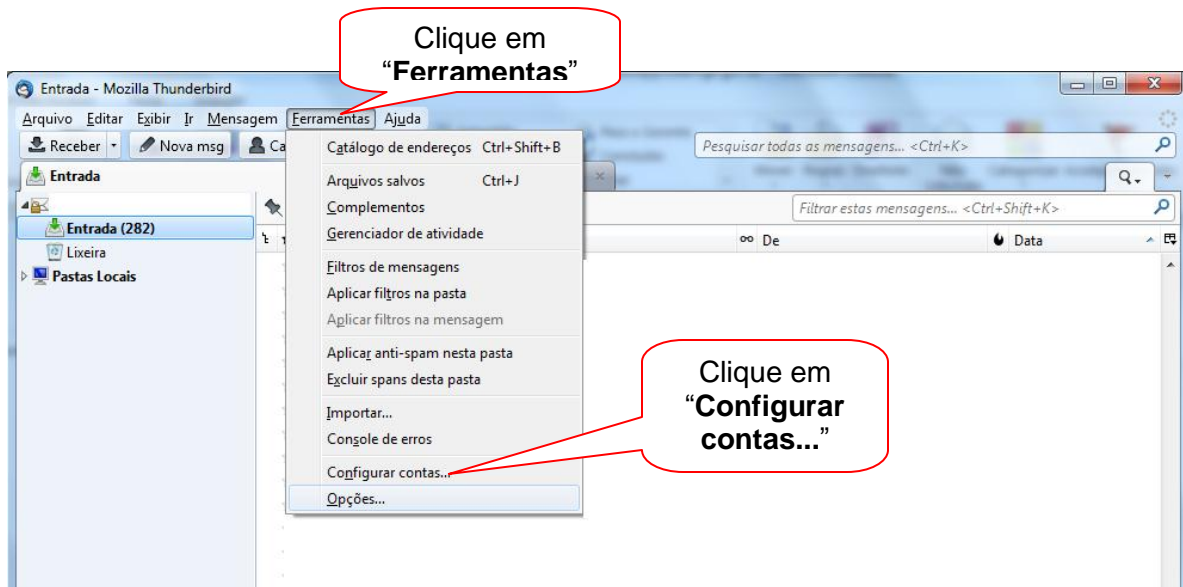 Clique em
“Ferramentas”
Entrada - Mozilla Thunderbird
Arquivo Editar Exibir Ir Mensagem Ferramentas Ajuda
Receber Nova msg Ca
Pesquisar todas as mensagens... <Ctrl+K>
Entrada
Filtrar estas mensagens... <Ctrl+Shift+K>
Entrada (282)
Lixeira
Pastas Locais
De Data
Catálogo de endereços Ctrl+Shift+B
Arquivos salvos Ctrl+J
Complementos
Gerenciador de atividade
Filtros de mensagens
Aplicar filtros na pasta
Aplicar filtros na mensagem
Aplicar anti-spam nesta pasta
Excluir spans desta pasta
Importar...
Console de erros
Configurar contas...
Opções...
Clique em
“Configurar
contas...”